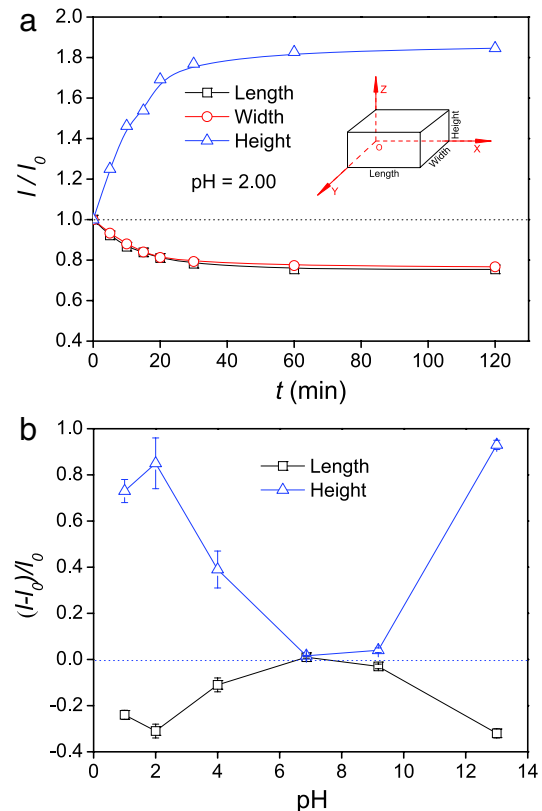 a
2.0
1.8
1.6
1.4
1.2
1.0
0.8
0.6
0.4
I / I0
Length
Width
Height
pH = 2.00
Z
O
X
Y
Height
Width
Length
0 20 40 60 80 100 120
t (min)
b
1.0
0.8
0.6
0.4
0.2
0.0
-0.2
-0.4
(I-I0)/I0
Length
Height
0 2 4 6 8 10 12 14
pH